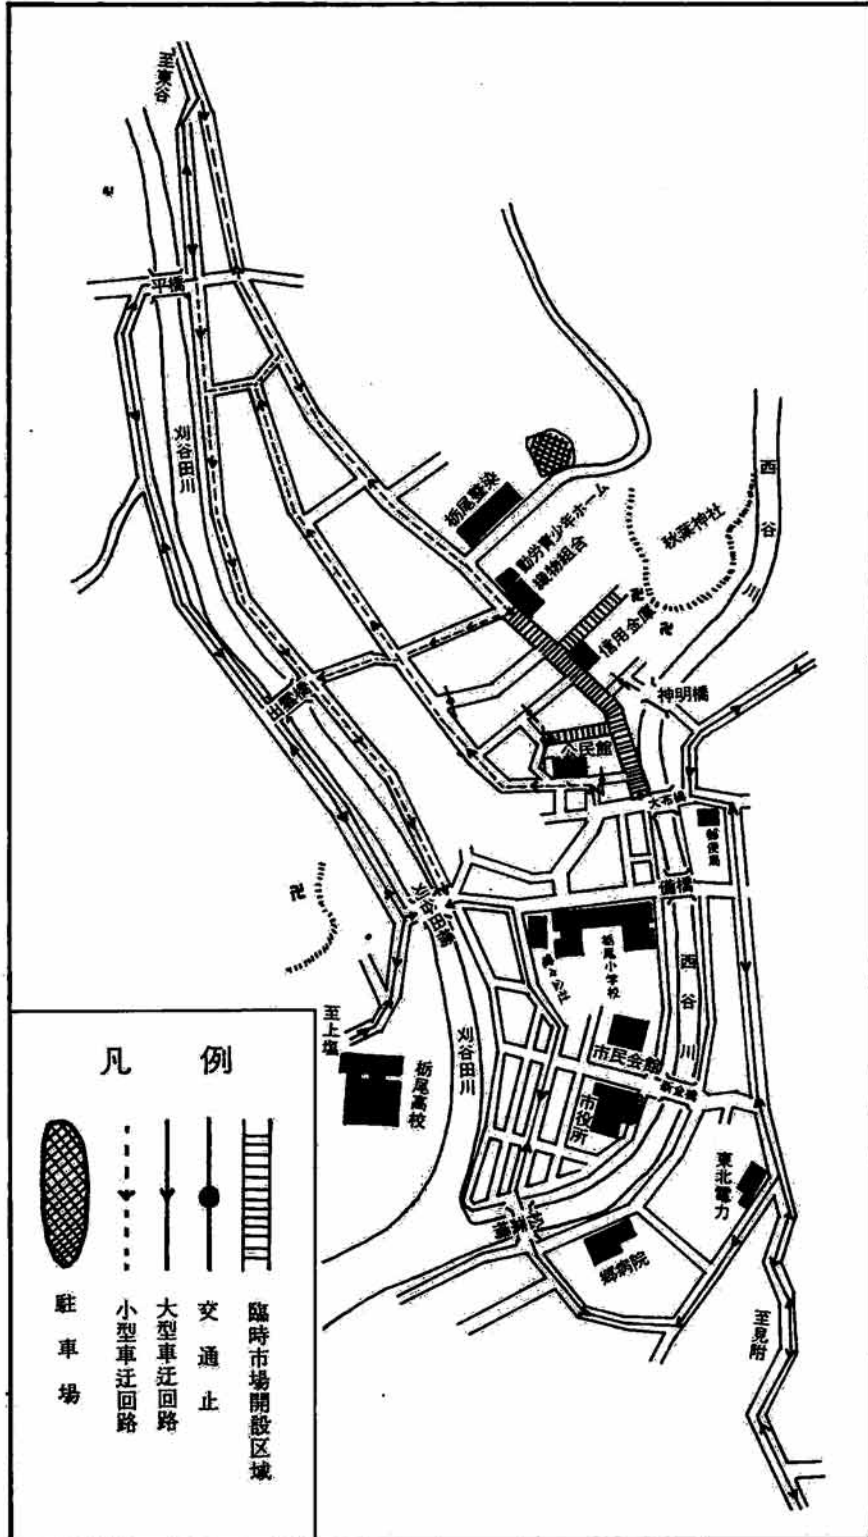 至東谷
平橋
刈谷田川
栃尾整染
勤労青少年ホーム
織物組合
秋葉神社
西谷川
信用金庫
神明橋
公民館
大布橋
郵便局
出雲橋
備橋
刈谷田橋
栃尾小学校
西谷川
至上塩
栃尾高校
刈谷田川
市民会館
新金橋
市役所
東北電力
郷病院
至見附
凡例
臨時市場開設区域
交通止
大型車迂回路
小型車迂回路
駐車場